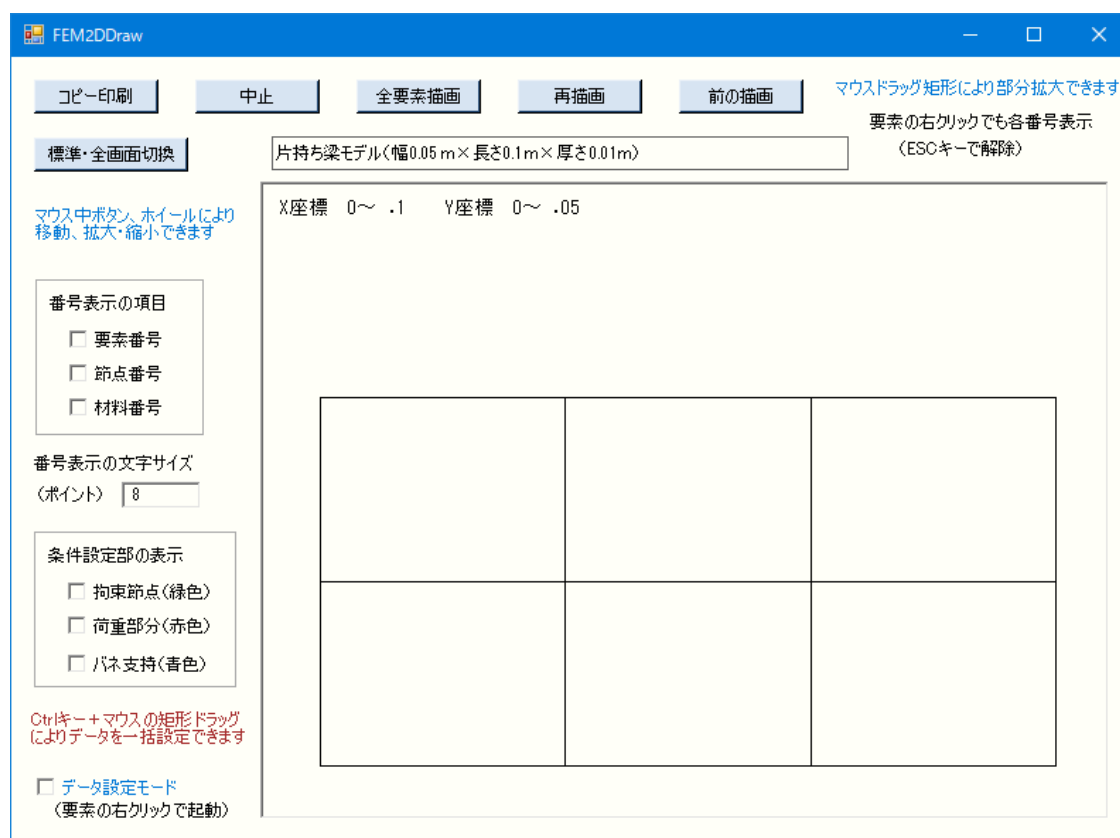 FEM2DDraw
コピー印刷
中止
全要素描画
再描画
前の描画
マウスドラッグ矩形により部分拡大できます
要素の右クリックでも各番号表示
(ESCキーで解除)
標準・全画面切換
片持ち梁モデル(幅0.05m×長さ0.1m×厚さ0.01m)
マウス中ボタン、ホイールにより
移動、拡大・縮小できます
X座標 0～ .1 Y座標 0～ .05
番号表示の項目
要素番号
節点番号
材料番号
番号表示の文字サイズ
(ポイント) 8
条件設定部の表示
拘束節点(緑色)
荷重部分(赤色)
バネ支持(青色)
Ctrlキー+マウスの矩形ドラッグ
によりデータを一括設定できます
データ設定モード
(要素の右クリックで起動)